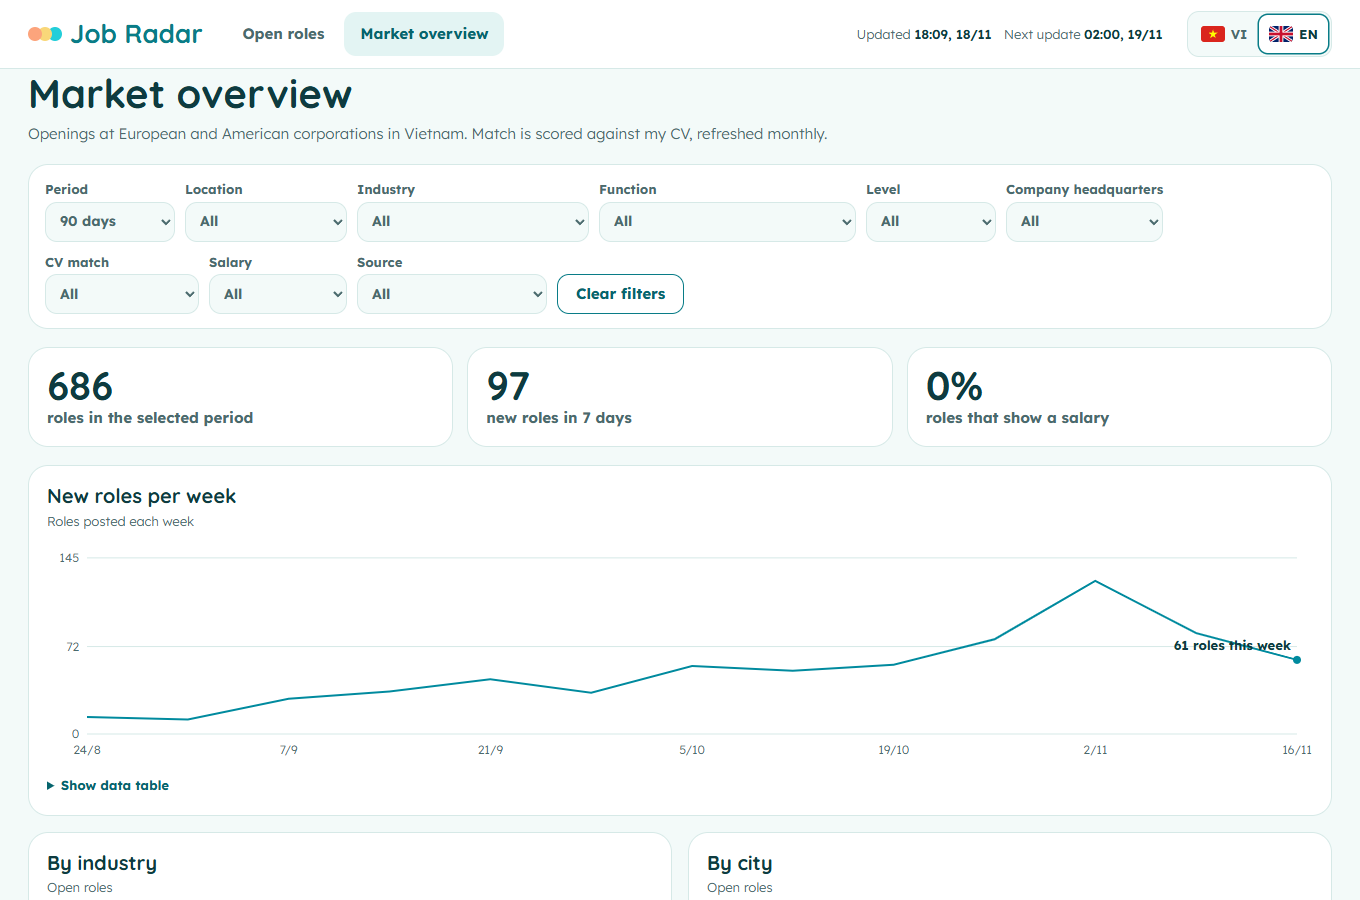 Job Radar
Open roles
Market overview
Updated 18:09, 18/11
Next update 02:00, 19/11
VI
EN
Market overview
Openings at European and American corporations in Vietnam. Match is scored against my CV, refreshed monthly.
Period
Location
Industry
Function
Level
Company headquarters
90 days
All
All
All
All
All
CV match
Salary
Source
All
All
All
Clear filters
686
roles in the selected period
97
new roles in 7 days
0%
roles that show a salary
New roles per week
Roles posted each week
145
72
0
61 roles this week
24/8
7/9
21/9
5/10
19/10
2/11
16/11
Show data table
By industry
Open roles
By city
Open roles